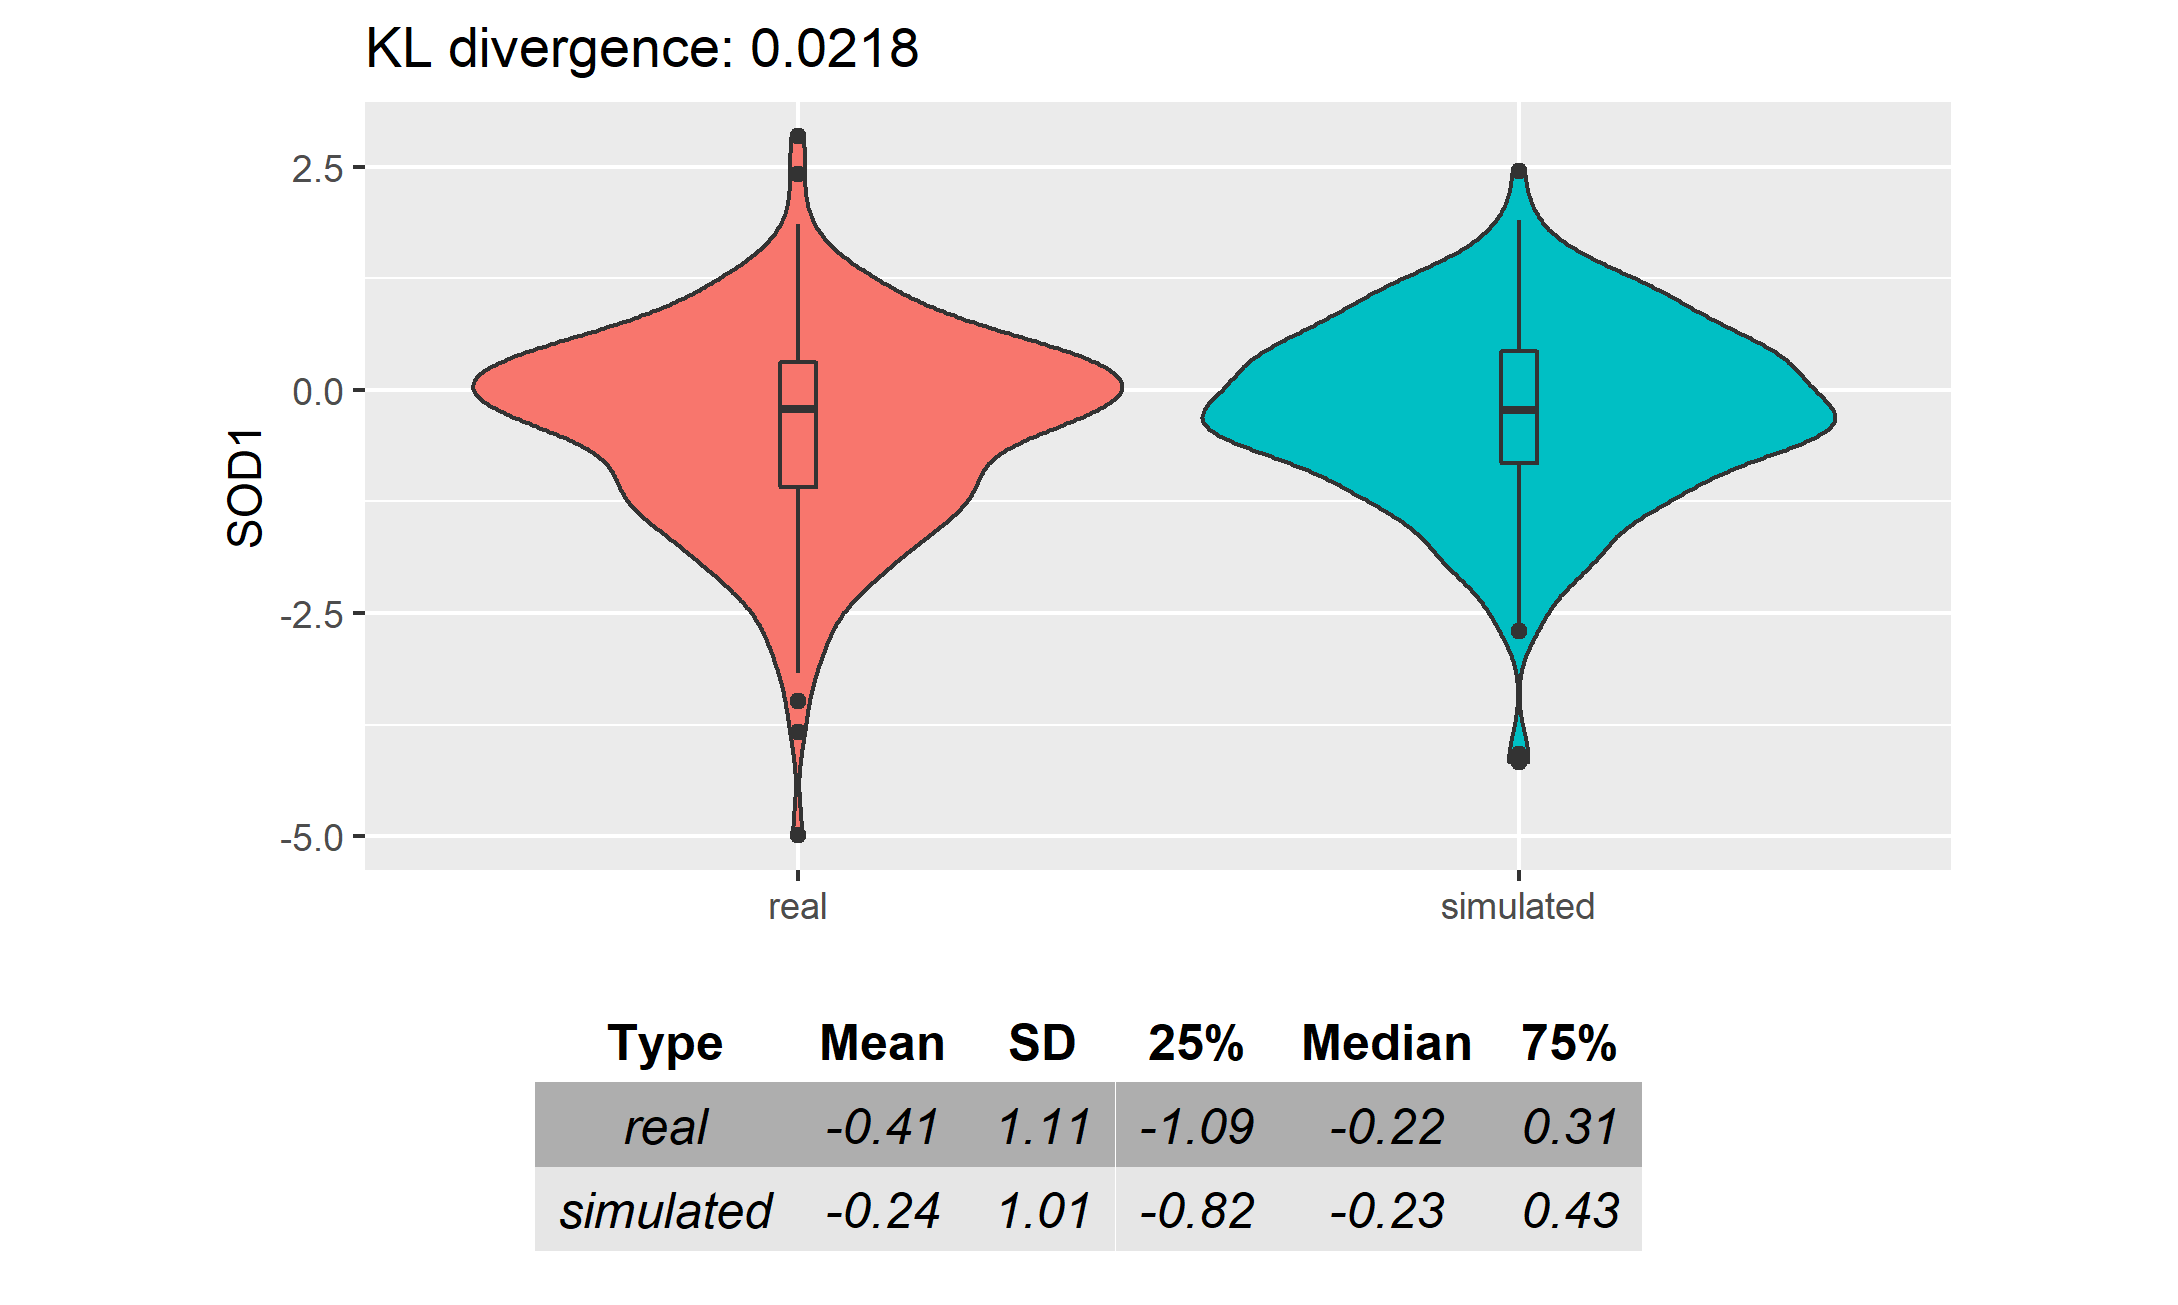 KL divergence: 0.0218
2.5
0.0
-2.5
-5.0
SOD1
real simulated
Type Mean SD 25% Median 75%
real -0.41 1.11 -1.09 -0.22 0.31
simulated -0.24 1.01 -0.82 -0.23 0.43